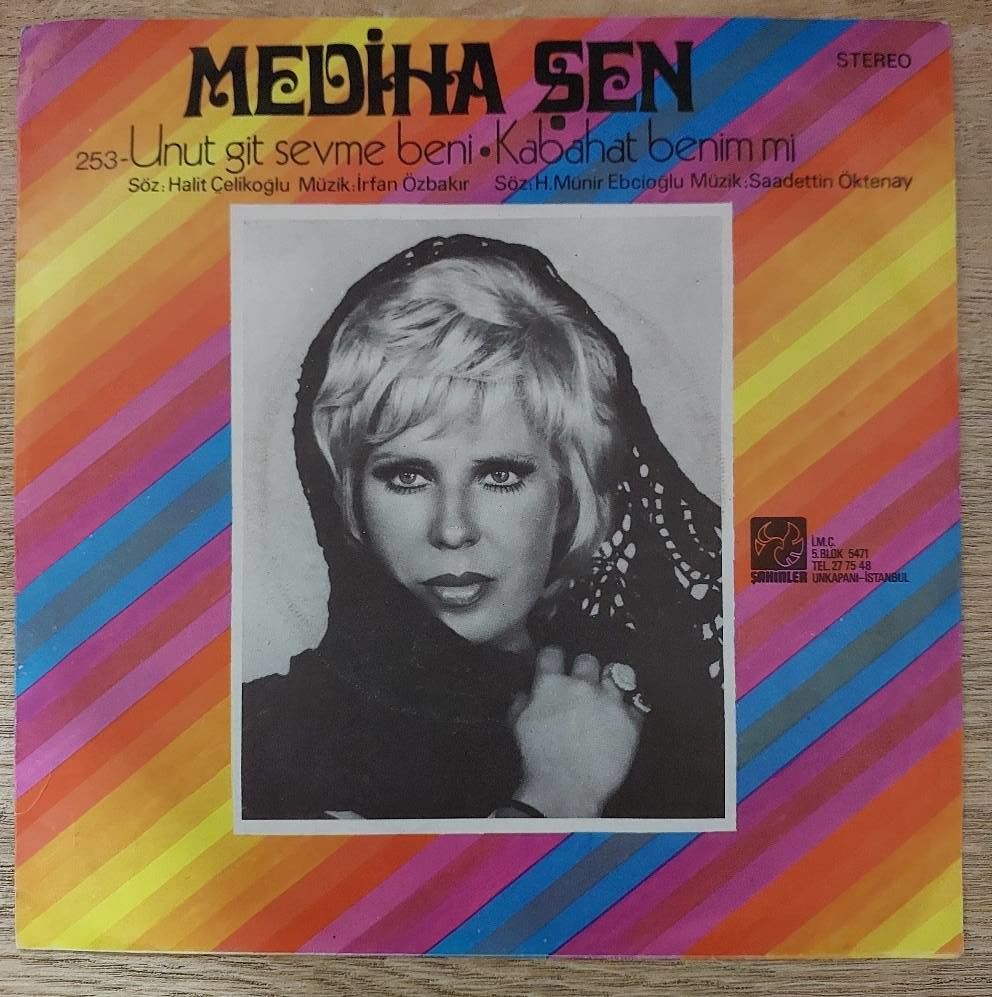 MEDİHA ŞEN
STEREO
253-Unut git sevme beni • Kabahat benim mi
Söz: Halit Çelikoğlu Müzik: İrfan Özbakır Söz: H.Münir Ebcioğlu Müzik: Saadettin Öktenay
ŞAHİNLER
İ.M.Ç.
5.BLOK 5471
TEL. 27 75 48
UNKAPANI-İSTANBUL